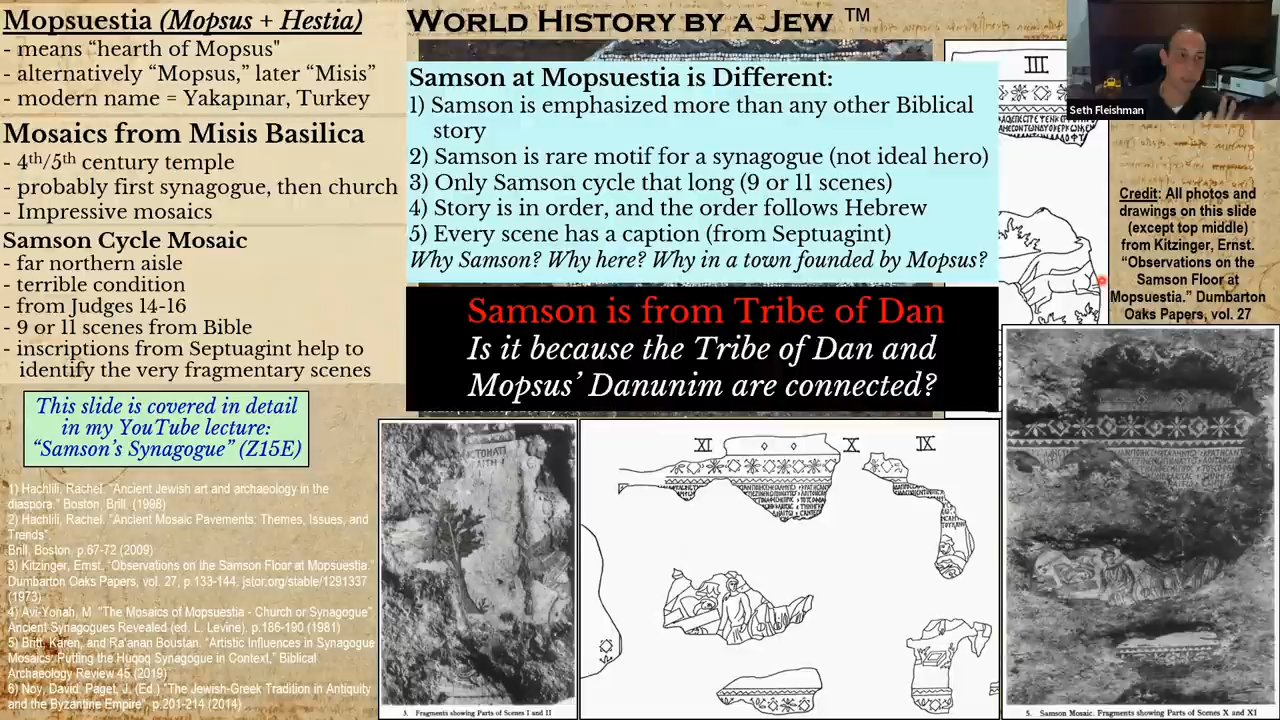 Mopsuestia (Mopsus + Hestia)
- means “hearth of Mopsus"
- alternatively “Mopsus,” later “Misis”
- modern name = Yakapınar, Turkey
Mosaics from Misis Basilica
- 4th/5th century temple
- probably first synagogue, then church
- Impressive mosaics
Samson Cycle Mosaic
- far northern aisle
- terrible condition
- from Judges 14-16
- 9 or 11 scenes from Bible
- inscriptions from Septuagint help to
identify the very fragmentary scenes
This slide is covered in detail
in my YouTube lecture:
“Samson’s Synagogue” (Z15E)
1) Hachlili, Rachel. "Ancient Jewish art and archaeology in the
diaspora." Boston, Brill. (1998)
2) Hachlili, Rachel. "Ancient Mosaic Pavements: Themes, Issues, and
Trends".
Brill, Boston. p.67-72 (2009)
3) Kitzinger, Ernst. "Observations on the Samson Floor at Mopsuestia."
Dumbarton Oaks Papers, vol. 27, p.133-144. jstor.org/stable/1291337
(1973)
4) Avi-Yonah, M. "The Mosaics of Mopsuestia - Church or Synagogue"
Ancient Synagogues Revealed (ed. L. Levine). p.186-190 (1981)
5) Britt, Karen, and Ra'anan Boustan. "Artistic Influences in Synagogue
Mosaics: Putting the Huqoq Synagogue in Context," Biblical
Archaeology Review 45 (2019)
6) Noy, David. Paget, J. (Ed.) "The Jewish-Greek Tradition in Antiquity
and the Byzantine Empire", p.201-214 (2014)
WORLD HISTORY BY A JEW ™
Samson at Mopsuestia is Different:
1) Samson is emphasized more than any other Biblical
story
2) Samson is rare motif for a synagogue (not ideal hero)
3) Only Samson cycle that long (9 or 11 scenes)
4) Story is in order, and the order follows Hebrew
5) Every scene has a caption (from Septuagint)
Why Samson? Why here? Why in a town founded by Mopsus?
Samson is from Tribe of Dan
Is it because the Tribe of Dan and
Mopsus’ Danunim are connected?
III
Seth Fleishman
Credit: All photos and
drawings on this slide
(except top middle)
from Kitzinger, Ernst.
“Observations on the
Samson Floor at
Mopsuestia.” Dumbarton
Oaks Papers, vol. 27
XI
X
IX
3. Fragments showing Parts of Scenes I and II
5. Samson Mosaic. Fragments showing Parts of Scenes X and XI